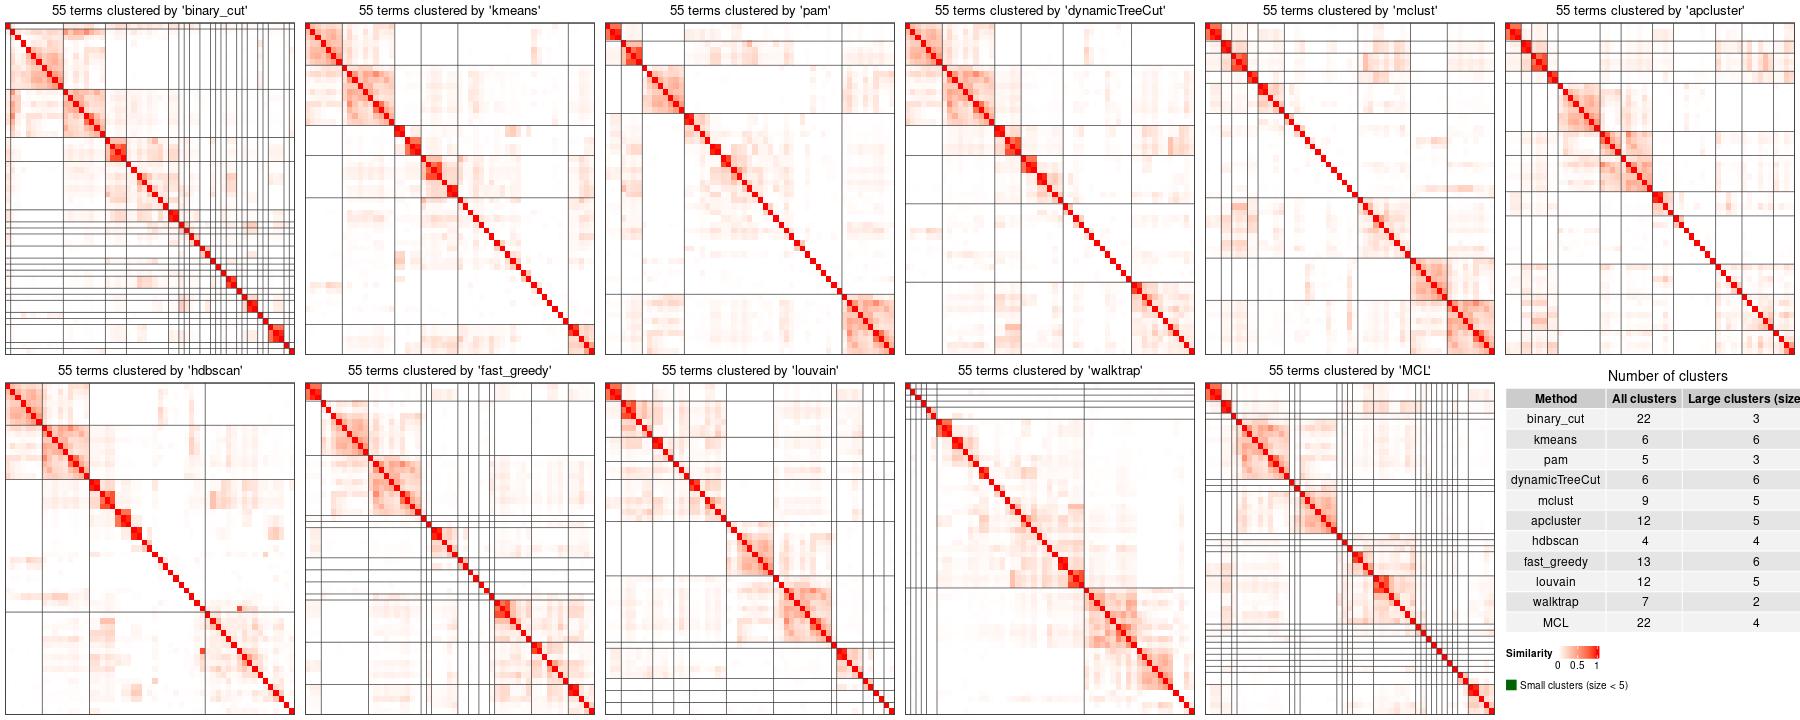 55 terms clustered by 'binary_cut'
55 terms clustered by 'kmeans'
55 terms clustered by 'pam'
55 terms clustered by 'dynamicTreeCut'
55 terms clustered by 'mclust'
55 terms clustered by 'apcluster'
55 terms clustered by 'hdbscan'
55 terms clustered by 'fast_greedy'
55 terms clustered by 'louvain'
55 terms clustered by 'walktrap'
55 terms clustered by 'MCL'
Number of clusters
Method All clusters Large clusters (size
binary_cut 22 3
kmeans 6 6
pam 5 3
dynamicTreeCut 6 6
mclust 9 5
apcluster 12 5
hdbscan 4 4
fast_greedy 13 6
louvain 12 5
walktrap 7 2
MCL 22 4
Similarity
0 0.5 1
Small clusters (size < 5)